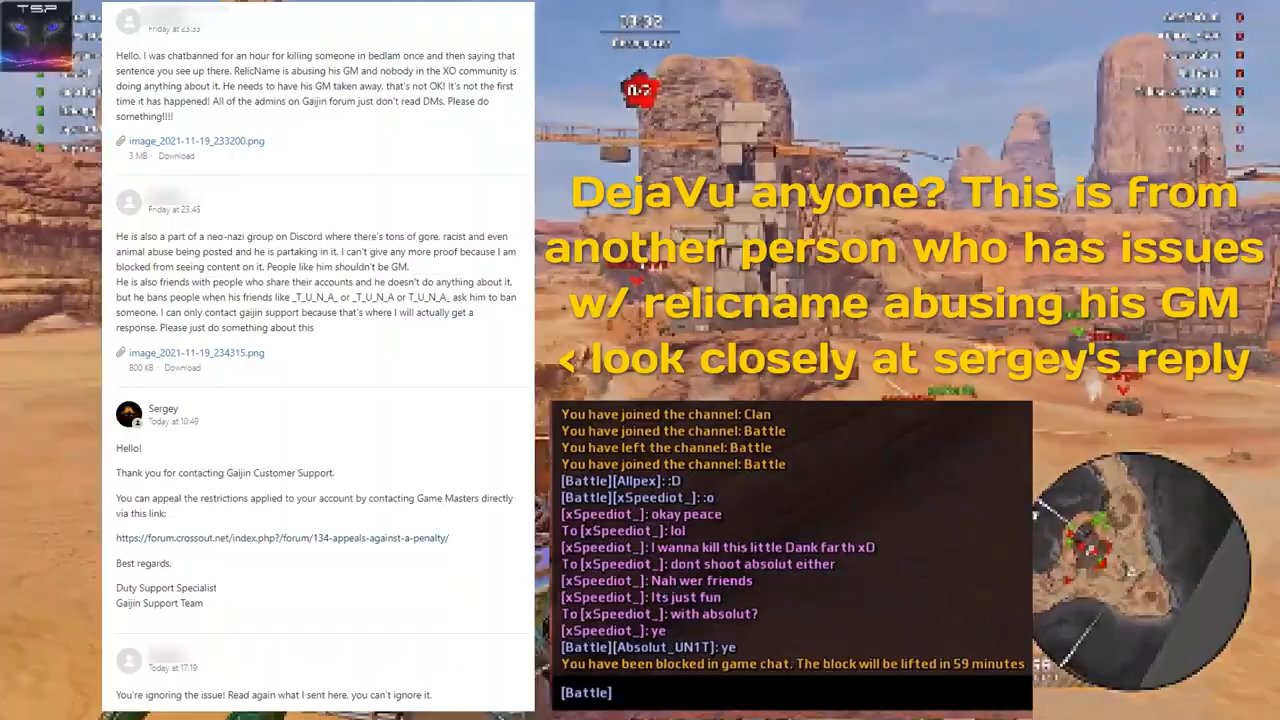 TSP
Friday at 23:33
Hello. I was chatbanned for an hour for killing someone in bedlam once and then saying that
sentence you see up there. RelicName is abusing his GM and nobody in the XO community is
doing anything about it. He needs to have his GM taken away, that's not OK! It's not the first
time it has happened! All of the admins on Gaijin forum just don't read DMs. Please do
something!!!!
image_2021-11-19_233200.png
3 MB · Download
Friday at 23:45
He is also a part of a neo-nazi group on Discord where there's tons of gore, racist and even
animal abuse being posted and he is partaking in it. I can't give any more proof because I am
blocked from seeing content on it. People like him shouldn't be GM.
He is also friends with people who share their accounts and he doesn't do anything about it,
but he bans people when his friends like _T_U_N_A_ or _T_U_N_A or T_U_N_A_ ask him to ban
someone. I can only contact gaijin support because that's where I will actually get a
response. Please just do something about this
image_2021-11-19_234315.png
800 KB · Download
Sergey
Today at 10:49
Hello!
Thank you for contacting Gaijin Customer Support.
You can appeal the restrictions applied to your account by contacting Game Masters directly
via this link:
https://forum.crossout.net/index.php?/forum/134-appeals-against-a-penalty/
Best regards,
Duty Support Specialist
Gaijin Support Team
Today at 17:19
You're ignoring the issue! Read again what I sent here, you can't ignore it.
DejaVu anyone? This is from
another person who has issues
w/ relicname abusing his GM
< look closely at sergey's reply
You have joined the channel: Clan
You have joined the channel: Battle
You have left the channel: Battle
You have joined the channel: Battle
[Battle][Allpex]: :D
[Battle][xSpeediot_]: :o
[xSpeediot_]: okay peace
To [xSpeediot_]: lol
[xSpeediot_]: I wanna kill this little Dank farth xD
To [xSpeediot_]: dont shoot absolut either
[xSpeediot_]: Nah wer friends
[xSpeediot_]: Its just fun
To [xSpeediot_]: with absolut?
[xSpeediot_]: ye
[Battle][Absolut_UN1T]: ye
You have been blocked in game chat. The block will be lifted in 59 minutes
[Battle]